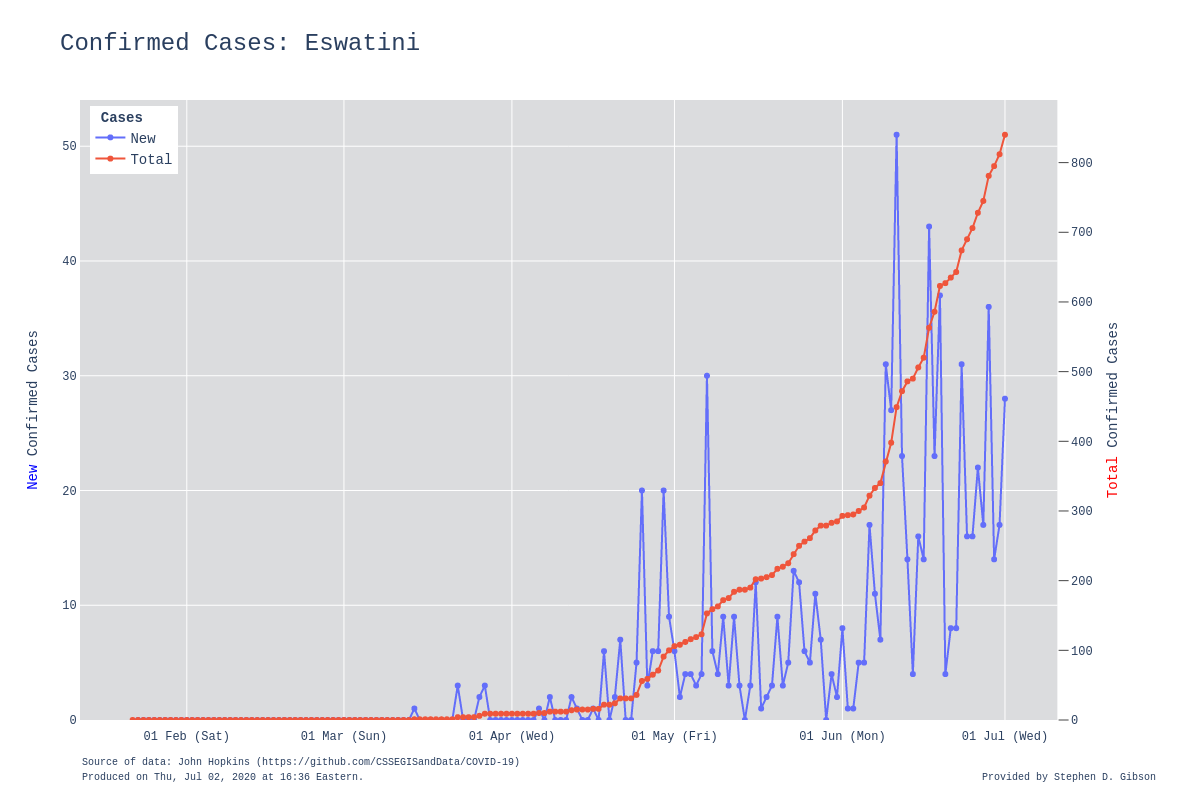 Confirmed Cases: Eswatini
Cases
New
Total
50
40
30
20
10
0
800
700
600
500
400
300
200
100
0
New Confirmed Cases
Total Confirmed Cases
01 Feb (Sat)
01 Mar (Sun)
01 Apr (Wed)
01 May (Fri)
01 Jun (Mon)
01 Jul (Wed)
Source of data: John Hopkins (https://github.com/CSSEGISandData/COVID-19)
Produced on Thu, Jul 02, 2020 at 16:36 Eastern.
Provided by Stephen D. Gibson